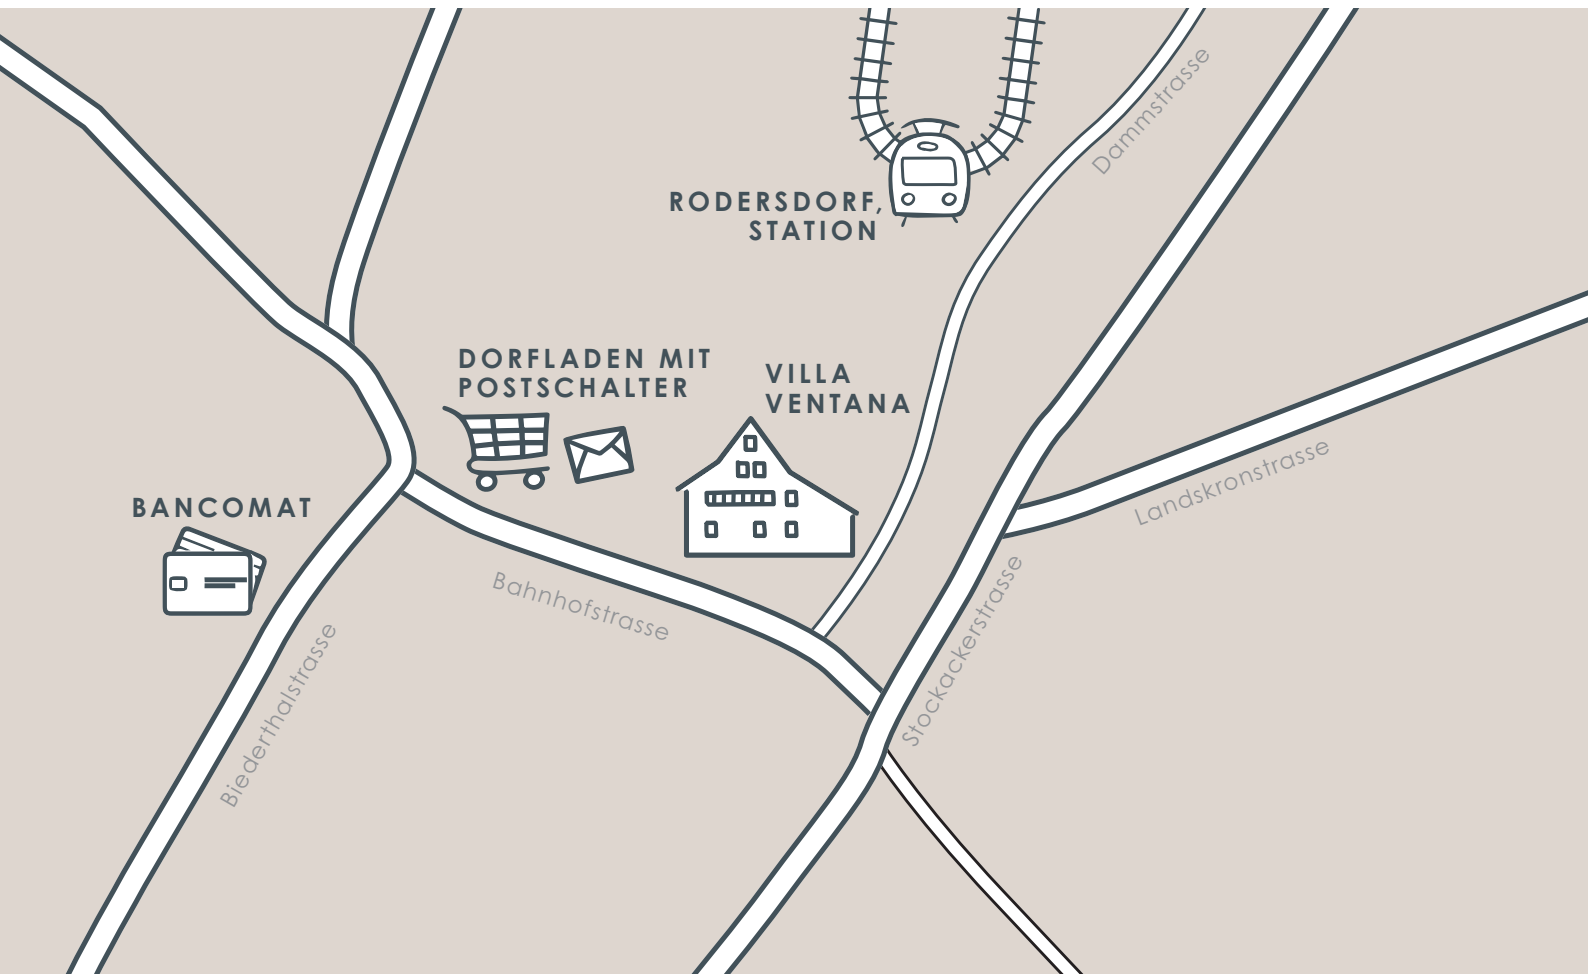 Dammstrasse
RODERSDORF,
STATION
DORFLADEN MIT
POSTSCHALTER
VILLA
VENTANA
BANCOMAT
Landskronstrasse
Bahnhofstrasse
Stockackerstrasse
Biederthalstrasse